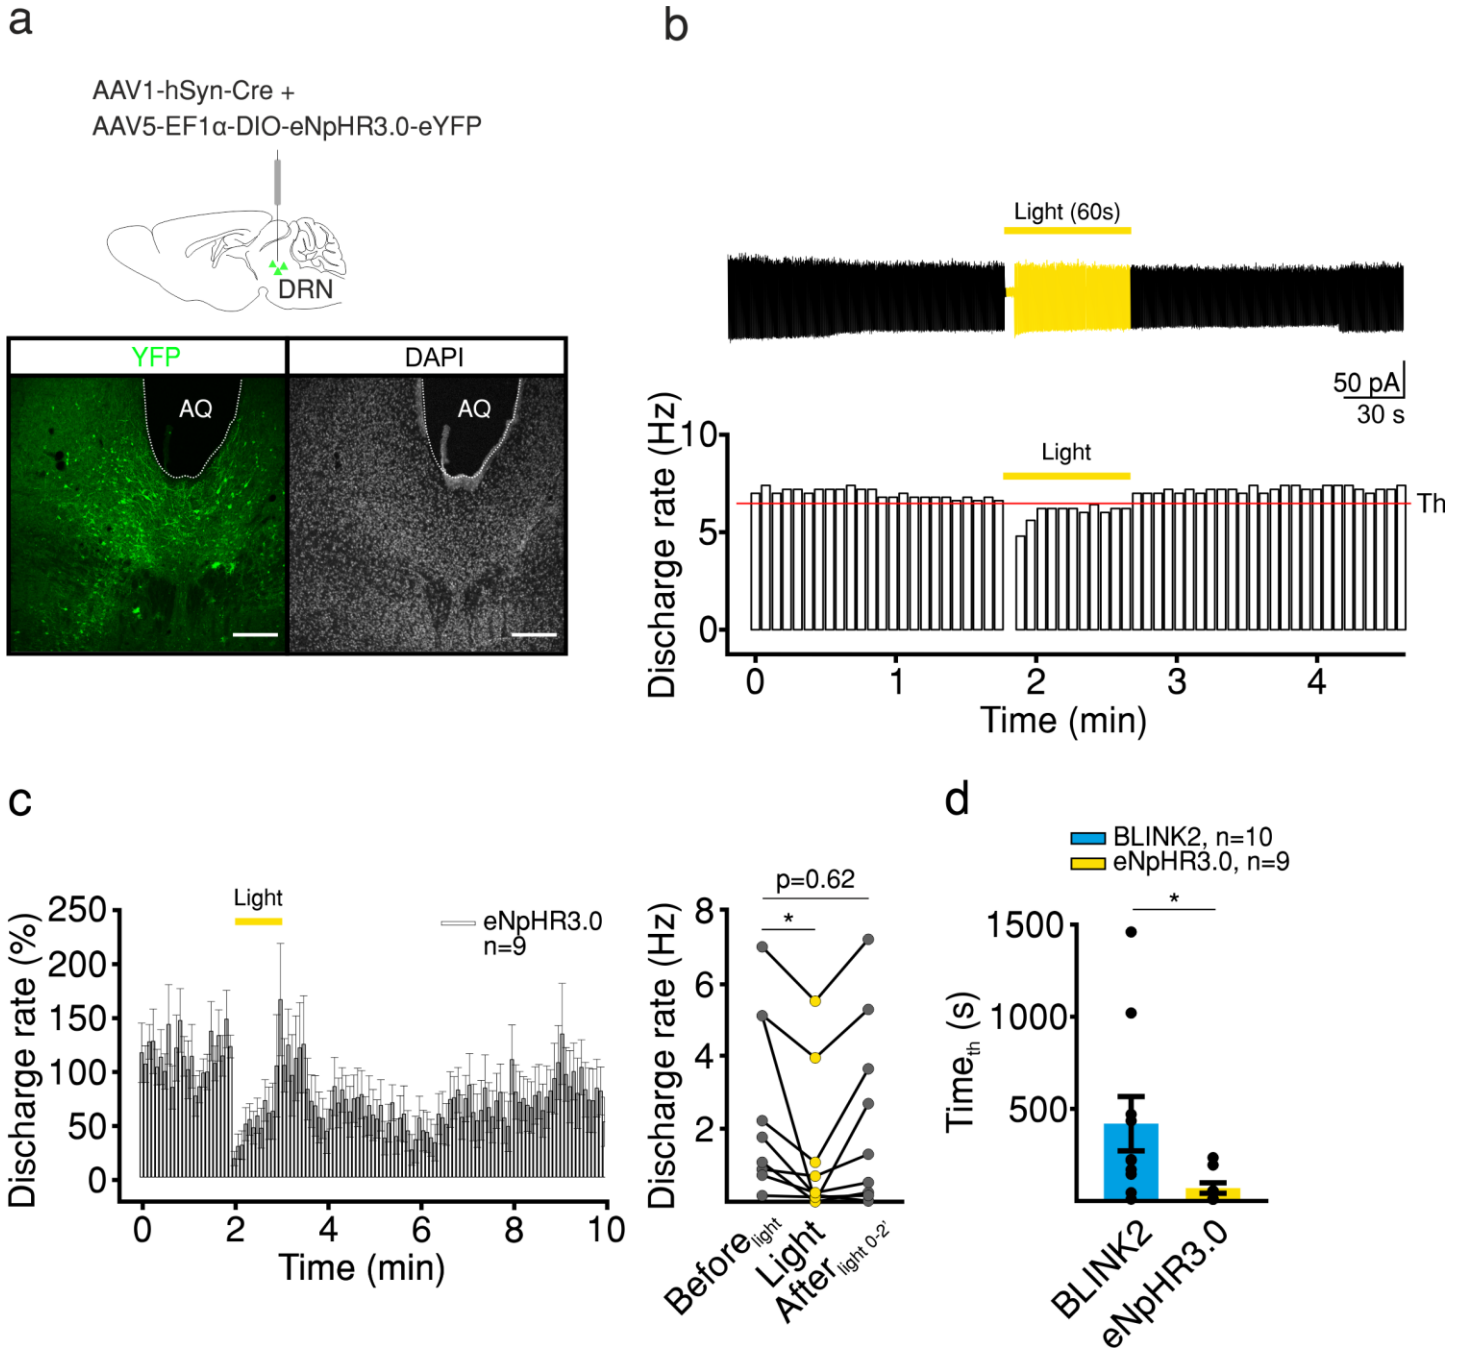 a
AAV1-hSyn-Cre +
AAV5-EF1α-DIO-eNpHR3.0-eYFP
DRN
YFP
DAPI
AQ
AQ
b
Light (60s)
50 pA
30 s
Discharge rate (Hz)
10
5
0
Light
Th
0 1 2 3 4
Time (min)
c
Discharge rate (%)
250
200
150
100
50
0
Light
eNpHR3.0
n=9
0 2 4 6 8 10
Time (min)
Discharge rate (Hz)
8
6
4
2
p=0.62
*
Before light
Light
After light 0-2'
d
BLINK2, n=10
eNpHR3.0, n=9
*
Time th (s)
1500
1000
500
BLINK2
eNpHR3.0